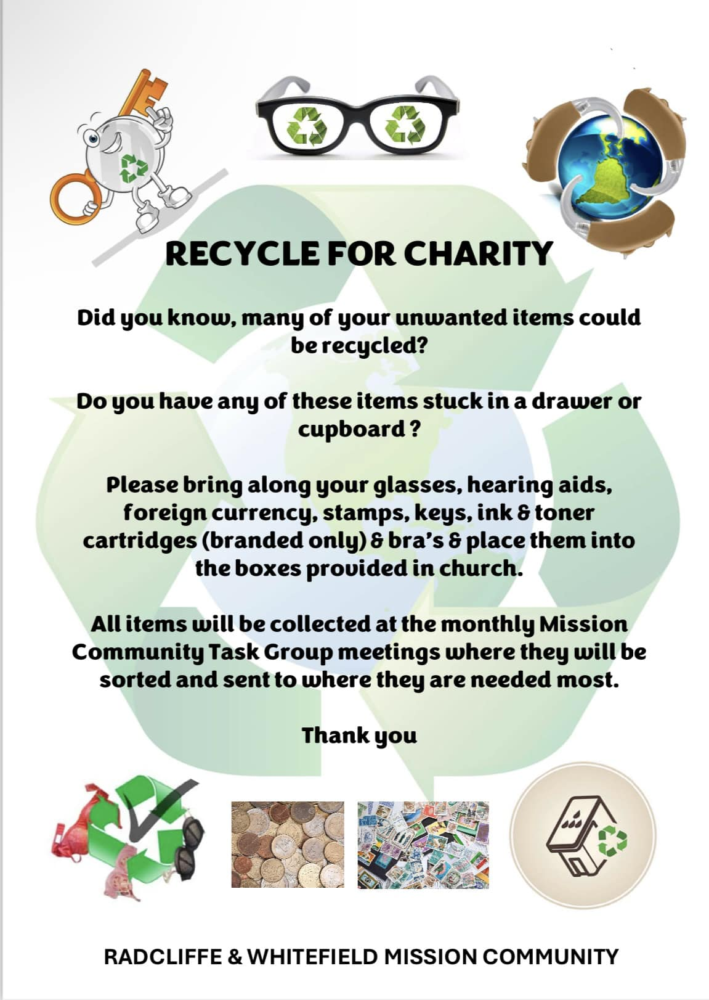 RECYCLE FOR CHARITY
Did you know, many of your unwanted items could
be recycled?
Do you have any of these items stuck in a drawer or
cupboard ?
Please bring along your glasses, hearing aids,
foreign currency, stamps, keys, ink & toner
cartridges (branded only) & bra’s & place them into
the boxes provided in church.
All items will be collected at the monthly Mission
Community Task Group meetings where they will be
sorted and sent to where they are needed most.
Thank you
RADCLIFFE & WHITEFIELD MISSION COMMUNITY